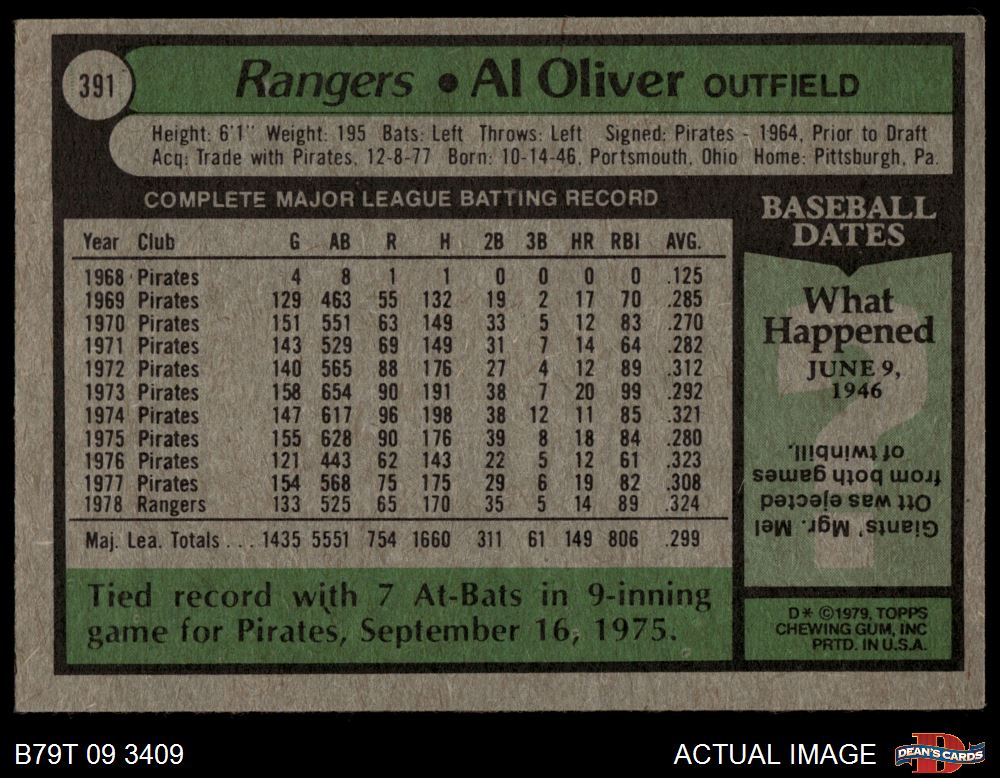 391
Rangers • Al Oliver OUTFIELD
Height: 6'1" Weight: 195 Bats: Left Throws: Left Signed: Pirates - 1964, Prior to Draft
Acq: Trade with Pirates, 12-8-77 Born: 10-14-46, Portsmouth, Ohio Home: Pittsburgh, Pa.
COMPLETE MAJOR LEAGUE BATTING RECORD
Year Club G AB R H 2B 3B HR RBI AVG.
1968 Pirates 4 8 1 1 0 0 0 0 .125
1969 Pirates 129 463 55 132 19 2 17 70 .285
1970 Pirates 151 551 63 149 33 5 12 83 .270
1971 Pirates 143 529 69 149 31 7 14 64 .282
1972 Pirates 140 565 88 176 27 4 12 89 .312
1973 Pirates 158 654 90 191 38 7 20 99 .292
1974 Pirates 147 617 96 198 38 12 11 85 .321
1975 Pirates 155 628 90 176 39 8 18 84 .280
1976 Pirates 121 443 62 143 22 5 12 61 .323
1977 Pirates 154 568 75 175 29 6 19 82 .308
1978 Rangers 133 525 65 170 35 5 14 89 .324
Maj. Lea. Totals . . . 1435 5551 754 1660 311 61 149 806 .299
Tied record with 7 At-Bats in 9-inning
game for Pirates, September 16, 1975.
BASEBALL
DATES
What
Happened
JUNE 9,
1946
?
Giants' Mgr. Mel
Ott was ejected
from both games
of twinbill.
D* ©1979, TOPPS
CHEWING GUM, INC
PRTD. IN U.S.A.
B79T 09 3409
ACTUAL IMAGE
D
DEAN'S CARDS